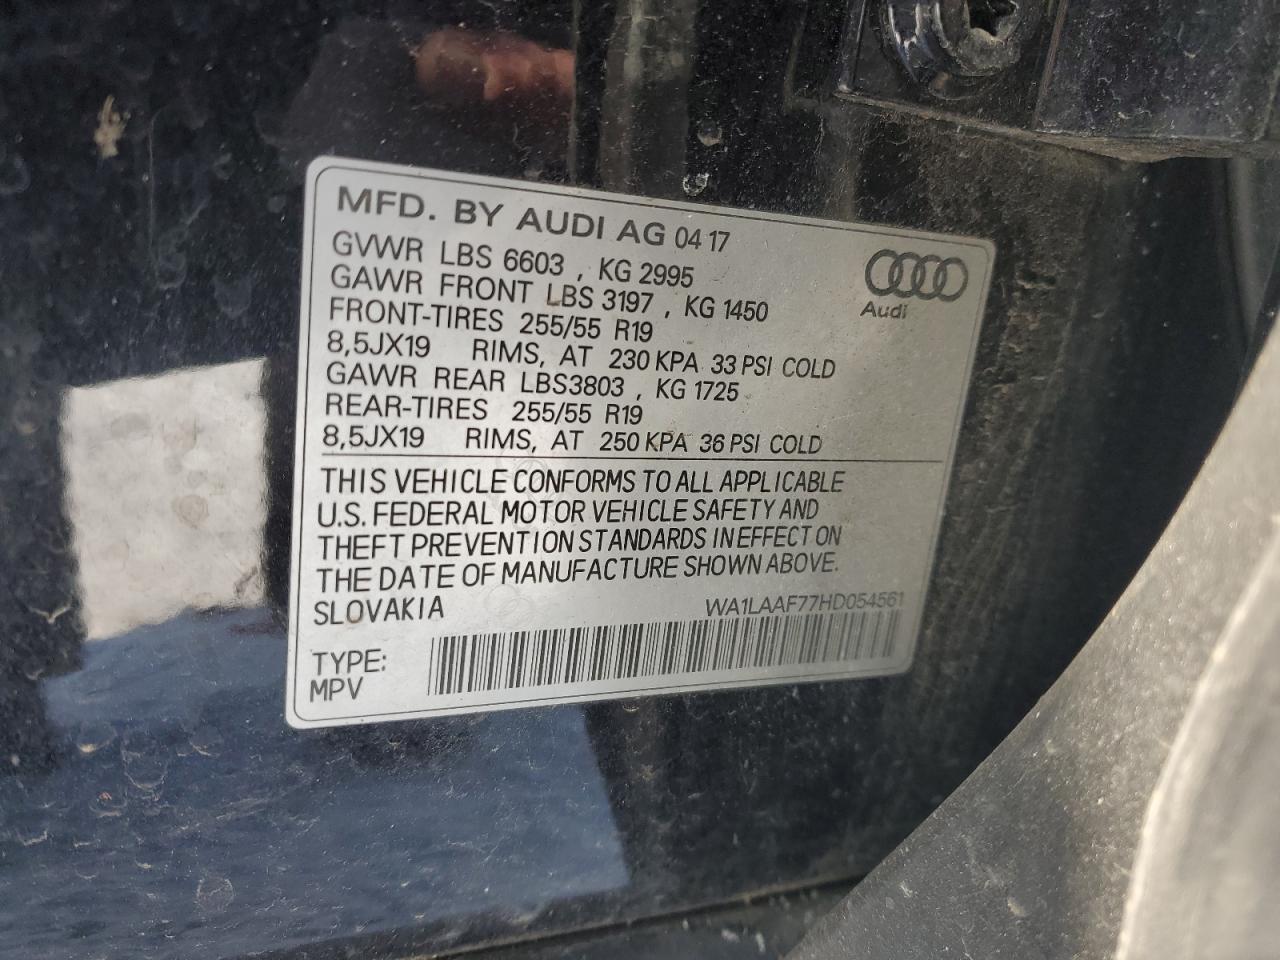 MFD. BY AUDI AG 04 17
GVWR LBS 6603 , KG 2995
GAWR FRONT LBS 3197 , KG 1450
FRONT-TIRES 255/55 R19
8,5JX19 RIMS, AT 230 KPA 33 PSI COLD
GAWR REAR LBS3803 , KG 1725
REAR-TIRES 255/55 R19
8,5JX19 RIMS, AT 250 KPA 36 PSI COLD
Audi
THIS VEHICLE CONFORMS TO ALL APPLICABLE
U.S. FEDERAL MOTOR VEHICLE SAFETY AND
THEFT PREVENTION STANDARDS IN EFFECT ON
THE DATE OF MANUFACTURE SHOWN ABOVE.
SLOVAKIA WA1LAAF77HD054561
TYPE:
MPV